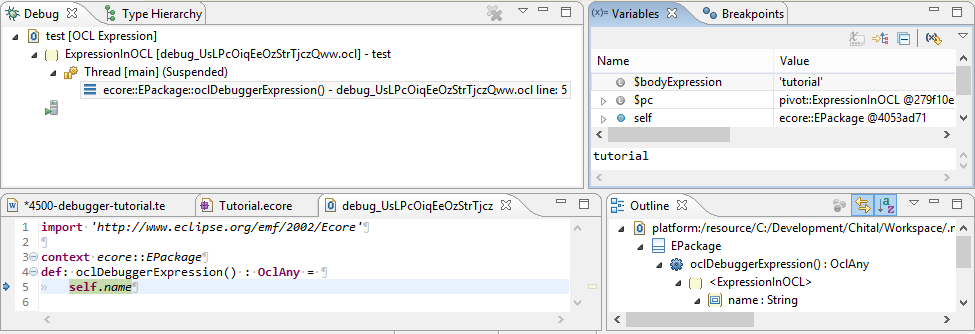 Debug Type Hierarchy
test [OCL Expression]
ExpressionInOCL [debug_UsLPcOiqEeOzStrTjczQww.ocl] - test
Thread [main] (Suspended)
ecore::EPackage::oclDebuggerExpression() - debug_UsLPcOiqEeOzStrTjczQww.ocl line: 5
(x)= Variables Breakpoints
Name Value
$bodyExpression 'tutorial'
$pc pivot::ExpressionInOCL @279f10e
self ecore::EPackage @4053ad71
tutorial
*4500-debugger-tutorial.te Tutorial.ecore debug_UsLPcOiqEeOzStrTjcz
1 import 'http://www.eclipse.org/emf/2002/Ecore'
2
3 context ecore::EPackage
4 def: oclDebuggerExpression() : OclAny =
5 self.name
6
Outline
platform:/resource/C:/Development/Chital/Workspace/.n
EPackage
oclDebuggerExpression() : OclAny
<ExpressionInOCL>
name : String